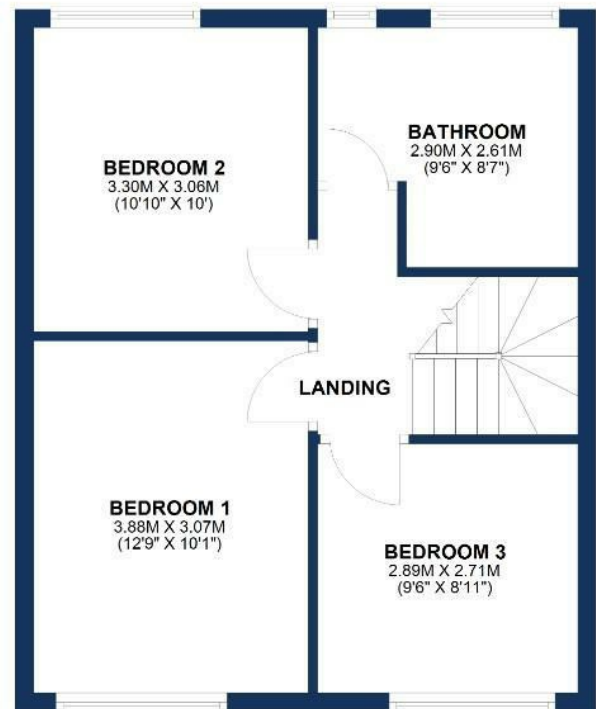 BEDROOM 2
3.30M X 3.06M
(10'10" X 10')
BATHROOM
2.90M X 2.61M
(9'6" X 8'7")
LANDING
BEDROOM 1
3.88M X 3.07M
(12'9" X 10'1")
BEDROOM 3
2.89M X 2.71M
(9'6" X 8'11")